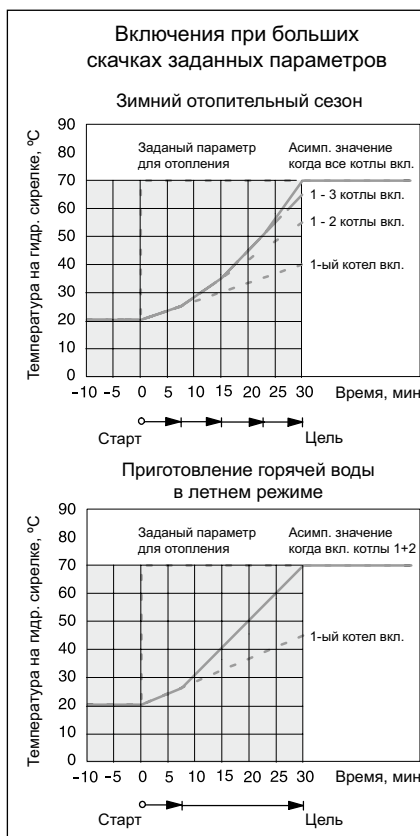 Включения при больших
скачках заданных параметров
Зимний отопительный сезон
Температура на гидр. сирелке, ºС
90
80
70
60
50
40
30
20
10
0
Заданый параметр
для отопления
Асимп. значение
когда все котлы вкл.
1 - 3 котлы вкл.
1 - 2 котлы вкл.
1-ый котел вкл.
-10 -5 0 5 10 15 20 25 30 Время, мин
Старт Цель
Приготовление горячей воды
в летнем режиме
Температура на гидр. сирелке, ºС
90
80
70
60
50
40
30
20
10
0
Заданый параметр
для отопления
Асимп. значение
когда вкл. котлы 1+2
1-ый котел вкл.
-10 -5 0 5 10 15 20 25 30 Время, мин
Старт Цель